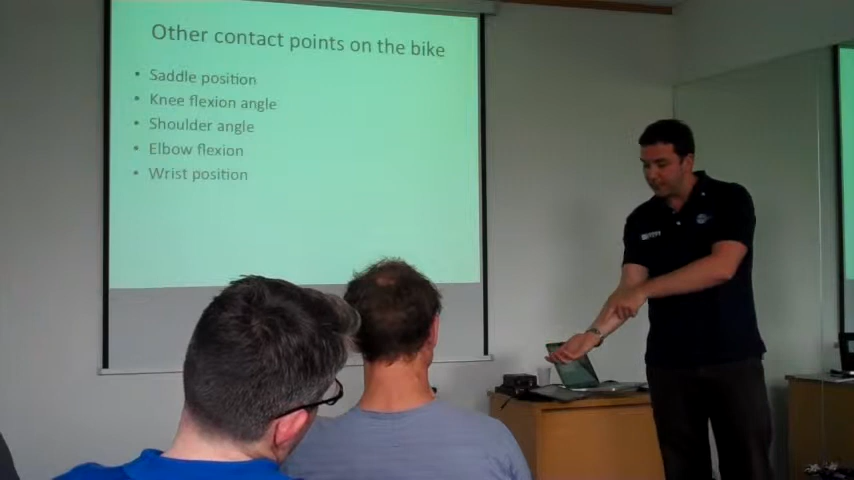 Other contact points on the bike
• Saddle position
• Knee flexion angle
• Shoulder angle
• Elbow flexion
• Wrist position